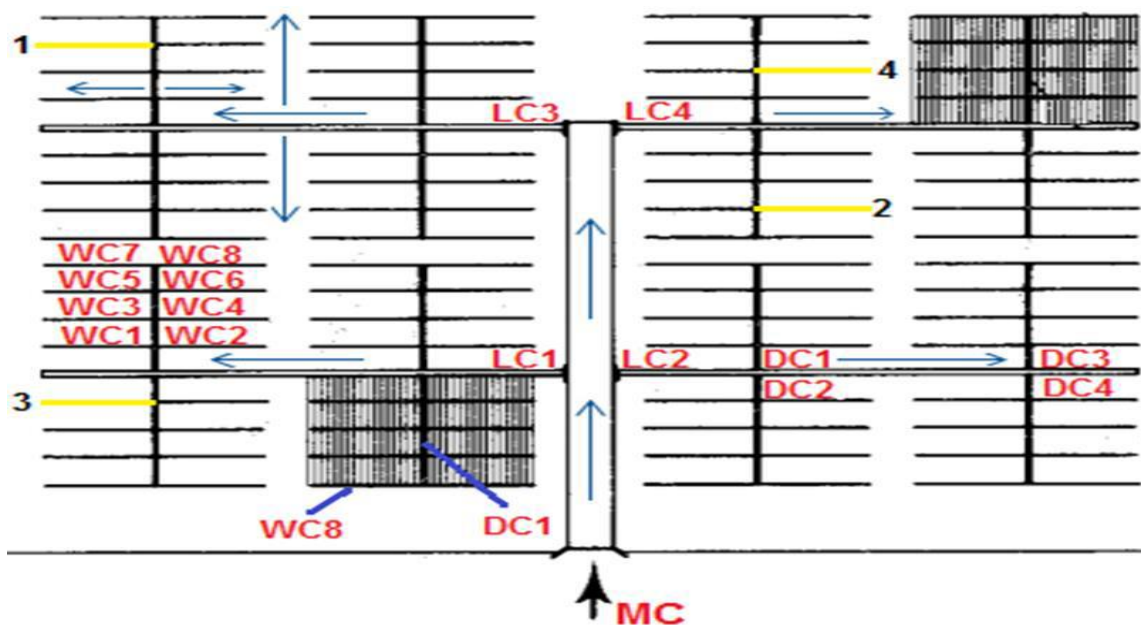 1
4
LC3 LC4
2
WC7 WC8
WC5 WC6
WC3 WC4
WC1 WC2
LC1 LC2 DC1 DC3
DC2 DC4
3
WC8 DC1
MC